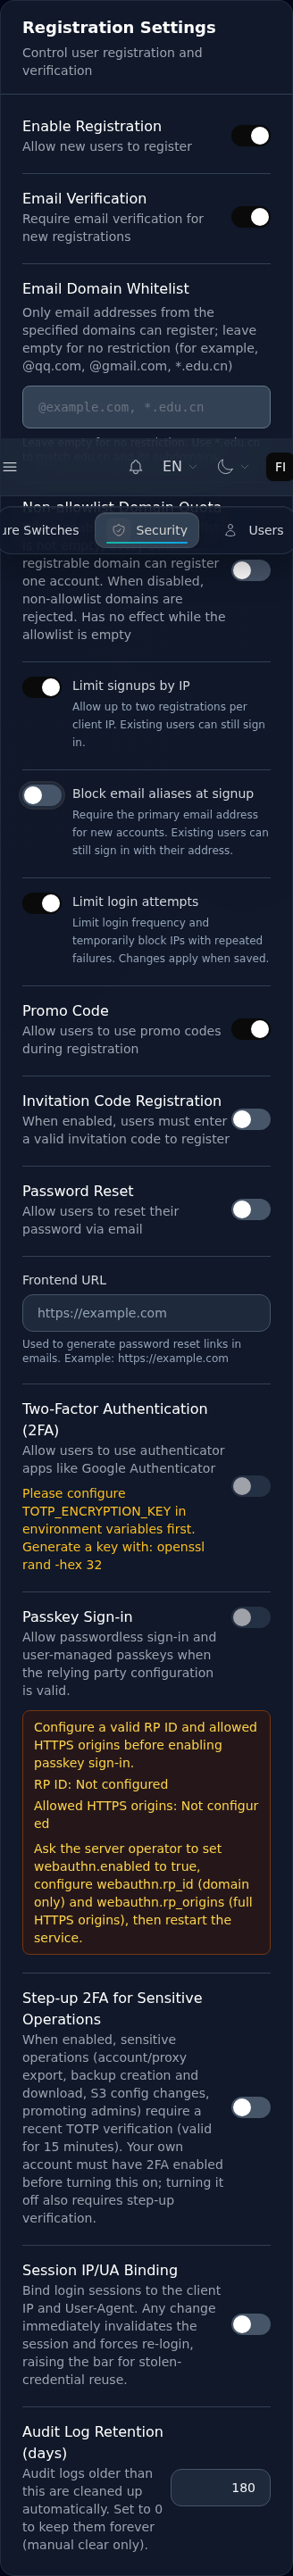 Registration Settings
Control user registration and
verification
Enable Registration
Allow new users to register
Email Verification
Require email verification for
new registrations
Email Domain Whitelist
Only email addresses from the
specified domains can register; leave
empty for no restriction (for example,
@qq.com, @gmail.com, *.edu.cn)
@example.com, *.edu.cn
Leave empty for no restriction. Use *.edu.cn
EN
FI
Non-allowlist Domain Quota
ure Switches
Security
Users
registrable domain can register
one account. When disabled,
non-allowlist domains are
rejected. Has no effect while the
allowlist is empty
Limit signups by IP
Allow up to two registrations per
client IP. Existing users can still sign
in.
Block email aliases at signup
Require the primary email address
for new accounts. Existing users can
still sign in with their address.
Limit login attempts
Limit login frequency and
temporarily block IPs with repeated
failures. Changes apply when saved.
Promo Code
Allow users to use promo codes
during registration
Invitation Code Registration
When enabled, users must enter
a valid invitation code to register
Password Reset
Allow users to reset their
password via email
Frontend URL
https://example.com
Used to generate password reset links in
emails. Example: https://example.com
Two-Factor Authentication
(2FA)
Allow users to use authenticator
apps like Google Authenticator
Please configure
TOTP_ENCRYPTION_KEY in
environment variables first.
Generate a key with: openssl
rand -hex 32
Passkey Sign-in
Allow passwordless sign-in and
user-managed passkeys when
the relying party configuration
is valid.
Configure a valid RP ID and allowed
HTTPS origins before enabling
passkey sign-in.
RP ID: Not configured
Allowed HTTPS origins: Not configur
ed
Ask the server operator to set
webauthn.enabled to true,
configure webauthn.rp_id (domain
only) and webauthn.rp_origins (full
HTTPS origins), then restart the
service.
Step-up 2FA for Sensitive
Operations
When enabled, sensitive
operations (account/proxy
export, backup creation and
download, S3 config changes,
promoting admins) require a
recent TOTP verification (valid
for 15 minutes). Your own
account must have 2FA enabled
before turning this on; turning it
off also requires step-up
verification.
Session IP/UA Binding
Bind login sessions to the client
IP and User-Agent. Any change
immediately invalidates the
session and forces re-login,
raising the bar for stolen-
credential reuse.
Audit Log Retention
(days)
Audit logs older than
this are cleaned up
automatically. Set to 0
to keep them forever
(manual clear only).
180